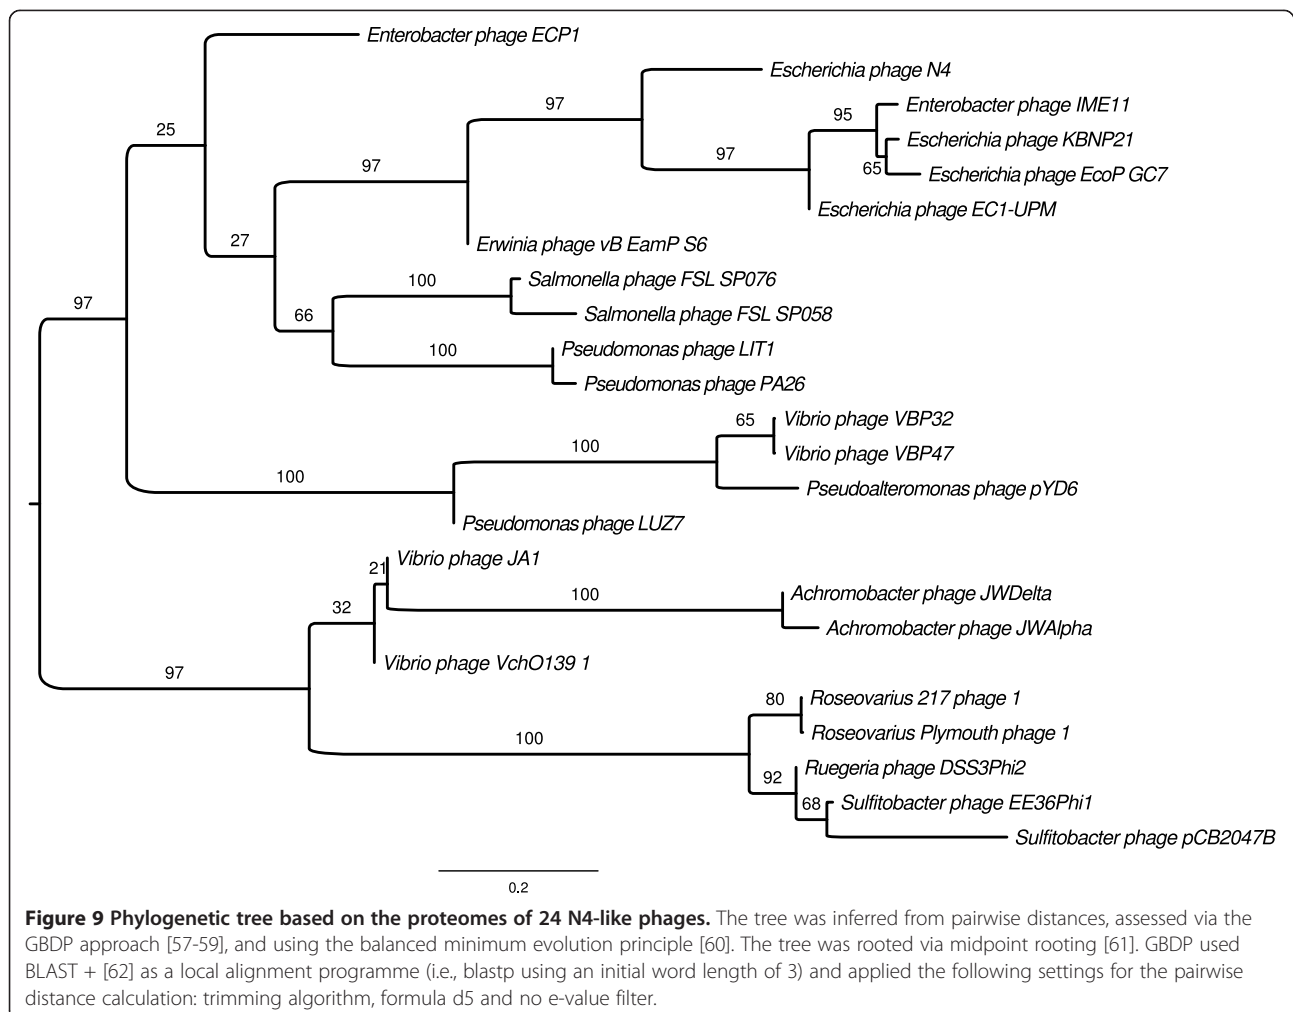 Enterobacter phage ECP1
Escherichia phage N4
97
95
Enterobacter phage IME11
25
Escherichia phage KBNP21
97
97
65
Escherichia phage EcoP GC7
Escherichia phage EC1-UPM
27
Erwinia phage vB EamP S6
100
Salmonella phage FSL SP076
97
66
Salmonella phage FSL SP058
100
Pseudomonas phage LIT1
Pseudomonas phage PA26
65
Vibrio phage VBP32
100
Vibrio phage VBP47
100
Pseudoalteromonas phage pYD6
Pseudomonas phage LUZ7
21
Vibrio phage JA1
32
100
Achromobacter phage JWDelta
Achromobacter phage JWAlpha
97
Vibrio phage VchO139 1
80
Roseovarius 217 phage 1
100
Roseovarius Plymouth phage 1
92
Ruegeria phage DSS3Phi2
68
Sulfitobacter phage EE36Phi1
Sulfitobacter phage pCB2047B
0.2
Figure 9 Phylogenetic tree based on the proteomes of 24 N4-like phages. The tree was inferred from pairwise distances, assessed via the
GBDP approach [57-59], and using the balanced minimum evolution principle [60]. The tree was rooted via midpoint rooting [61]. GBDP used
BLAST + [62] as a local alignment programme (i.e., blastp using an initial word length of 3) and applied the following settings for the pairwise
distance calculation: trimming algorithm, formula d5 and no e-value filter.